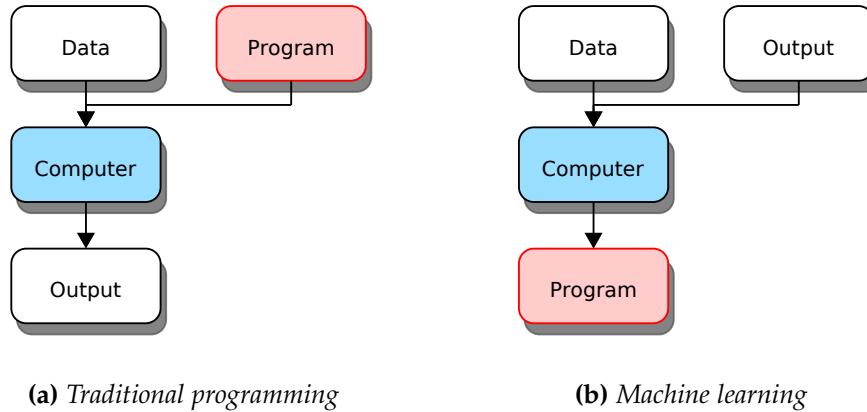 Data
Program
Computer
Output
(a) Traditional programming
Data
Output
Computer
Program
(b) Machine learning